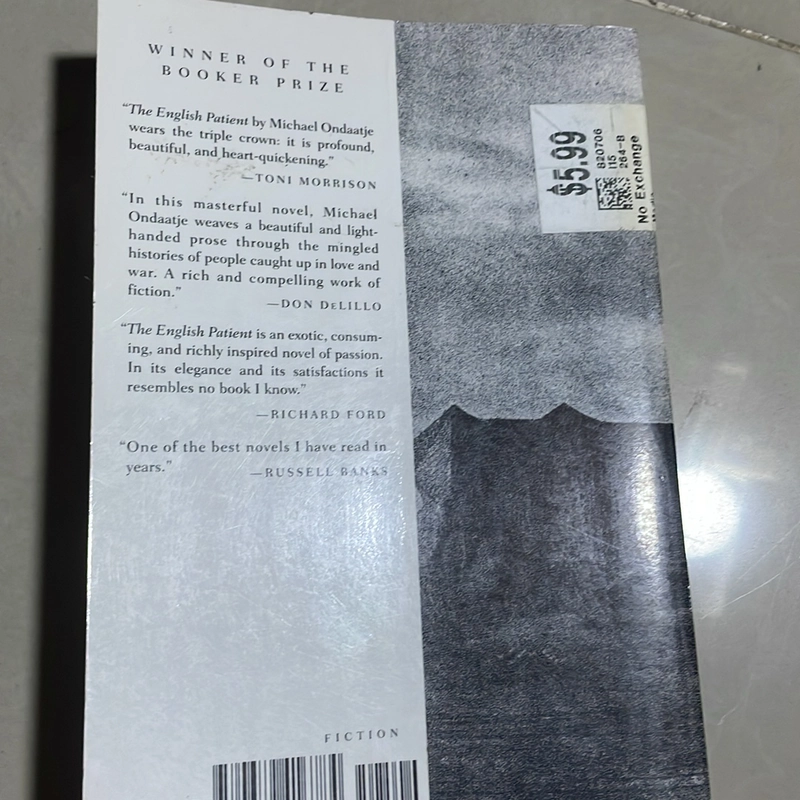 WINNER OF THE
BOOKER PRIZE
“The English Patient by Michael Ondaatje
wears the triple crown: it is profound,
beautiful, and heart-quickening.”
—TONI MORRISON
“In this masterful novel, Michael
Ondaatje weaves a beautiful and light-
handed prose through the mingled
histories of people caught up in love and
war. A rich and compelling work of
fiction.”
—DON DeLILLO
“The English Patient is an exotic, consum-
ing, and richly inspired novel of passion.
In its elegance and its satisfactions it
resembles no book I know.”
—RICHARD FORD
“One of the best novels I have read in
years.”
—RUSSELL BANKS
FICTION
$5.99
820706
115
264-B
No Exchange